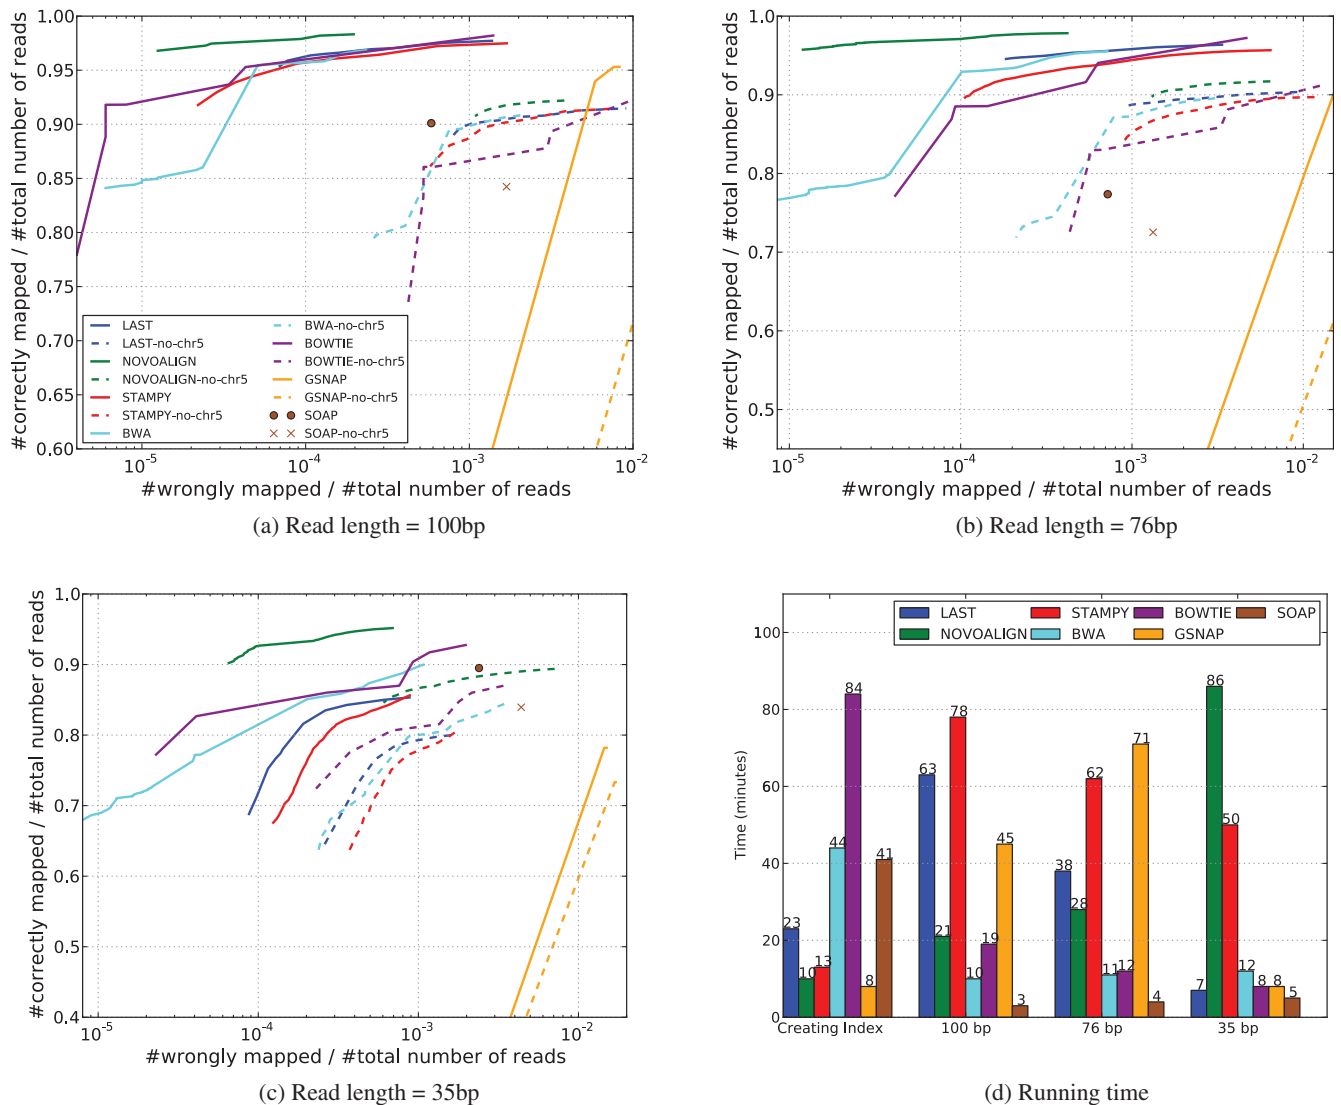 1.00
0.95
0.90
0.85
0.80
0.75
0.70
0.65
0.60
#correctly mapped / #total number of reads
LAST
LAST-no-chr5
NOVOALIGN
NOVOALIGN-no-chr5
STAMPY
STAMPY-no-chr5
BWA
BWA-no-chr5
BOWTIE
BOWTIE-no-chr5
GSNAP
GSNAP-no-chr5
SOAP
SOAP-no-chr5
10⁻⁵ 10⁻⁴ 10⁻³ 10⁻²
#wrongly mapped / #total number of reads
(a) Read length = 100bp
1.0
0.9
0.8
0.7
0.6
0.5
#correctly mapped / #total number of reads
10⁻⁵ 10⁻⁴ 10⁻³ 10⁻²
#wrongly mapped / #total number of reads
(b) Read length = 76bp
1.0
0.9
0.8
0.7
0.6
0.5
0.4
#correctly mapped / #total number of reads
10⁻⁵ 10⁻⁴ 10⁻³ 10⁻²
#wrongly mapped / #total number of reads
(c) Read length = 35bp
LAST STAMPY BOWTIE SOAP
NOVOALIGN BWA GSNAP
100
80
60
40
20
0
Time (minutes)
23 10 13 44 84 8 41
63 21 78 10 19 45 3
38 28 62 11 12 71 4
7 86 50 12 8 8 5
Creating Index 100 bp 76 bp 35 bp
(d) Running time